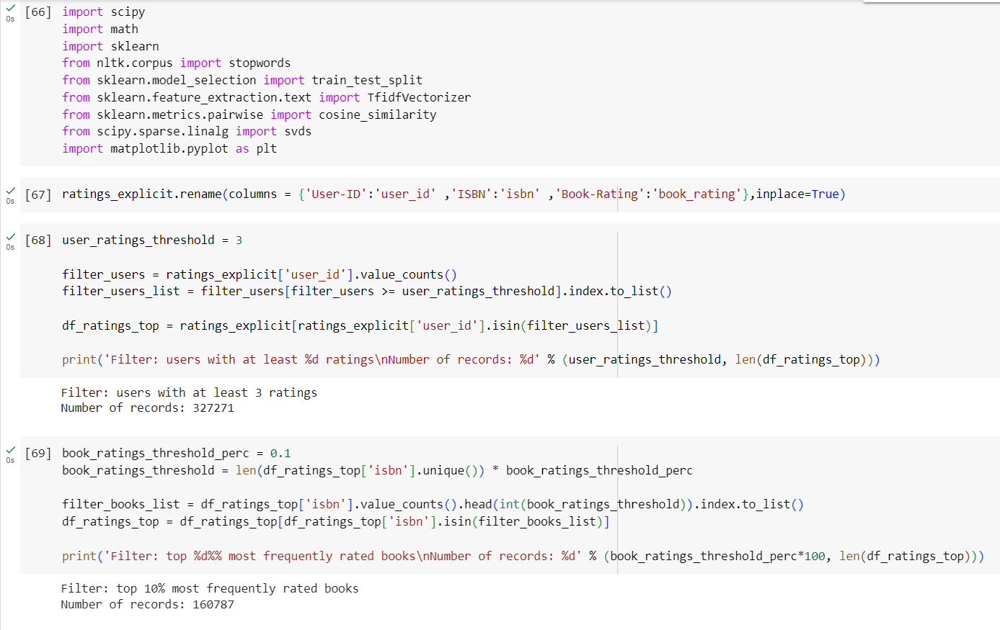 [66] import scipy
0s
import math
import sklearn
from nltk.corpus import stopwords
from sklearn.model_selection import train_test_split
from sklearn.feature_extraction.text import TfidfVectorizer
from sklearn.metrics.pairwise import cosine_similarity
from scipy.sparse.linalg import svds
import matplotlib.pyplot as plt
[67] ratings_explicit.rename(columns = {'User-ID':'user_id' ,'ISBN':'isbn' ,'Book-Rating':'book_rating'},inplace=True)
0s
[68] user_ratings_threshold = 3
0s
filter_users = ratings_explicit['user_id'].value_counts()
filter_users_list = filter_users[filter_users >= user_ratings_threshold].index.to_list()
df_ratings_top = ratings_explicit[ratings_explicit['user_id'].isin(filter_users_list)]
print('Filter: users with at least %d ratings\nNumber of records: %d' % (user_ratings_threshold, len(df_ratings_top)))
Filter: users with at least 3 ratings
Number of records: 327271
[69] book_ratings_threshold_perc = 0.1
0s
book_ratings_threshold = len(df_ratings_top['isbn'].unique()) * book_ratings_threshold_perc
filter_books_list = df_ratings_top['isbn'].value_counts().head(int(book_ratings_threshold)).index.to_list()
df_ratings_top = df_ratings_top[df_ratings_top['isbn'].isin(filter_books_list)]
print('Filter: top %d%% most frequently rated books\nNumber of records: %d' % (book_ratings_threshold_perc*100, len(df_ratings_top)))
Filter: top 10% most frequently rated books
Number of records: 160787